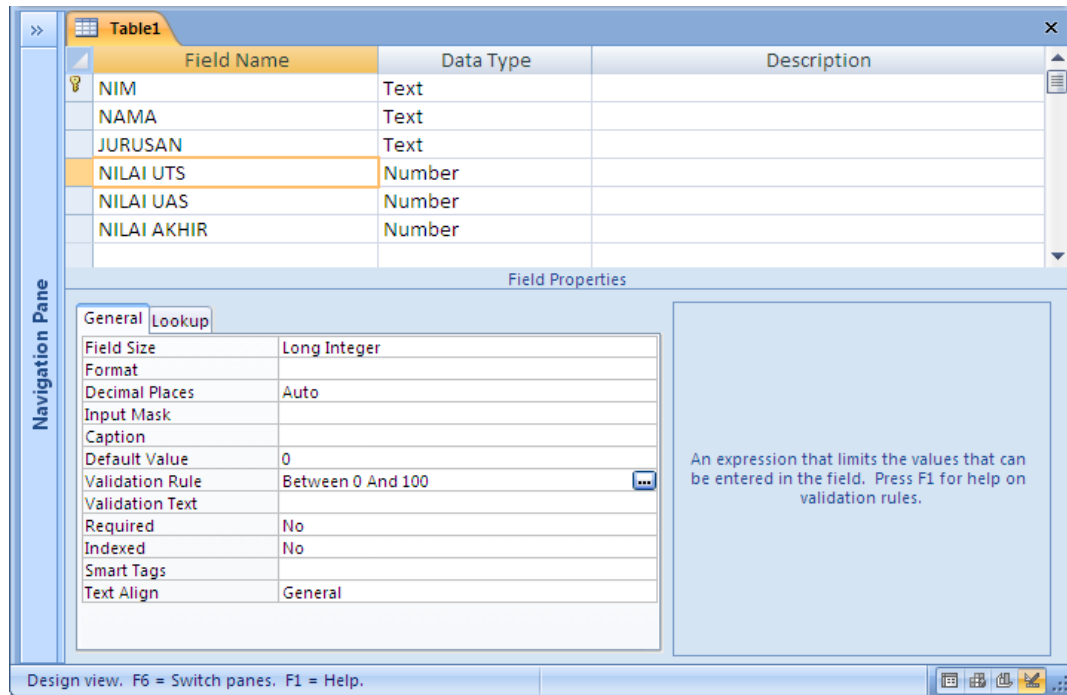 Table1
Field Name Data Type Description
NIM Text
NAMA Text
JURUSAN Text
NILAI UTS Number
NILAI UAS Number
NILAI AKHIR Number
Field Properties
Navigation Pane
General Lookup
Field Size Long Integer
Format
Decimal Places Auto
Input Mask
Caption
Default Value 0
Validation Rule Between 0 And 100
Validation Text
Required No
Indexed No
Smart Tags
Text Align General
An expression that limits the values that can
be entered in the field. Press F1 for help on
validation rules.
Design view. F6 = Switch panes. F1 = Help.